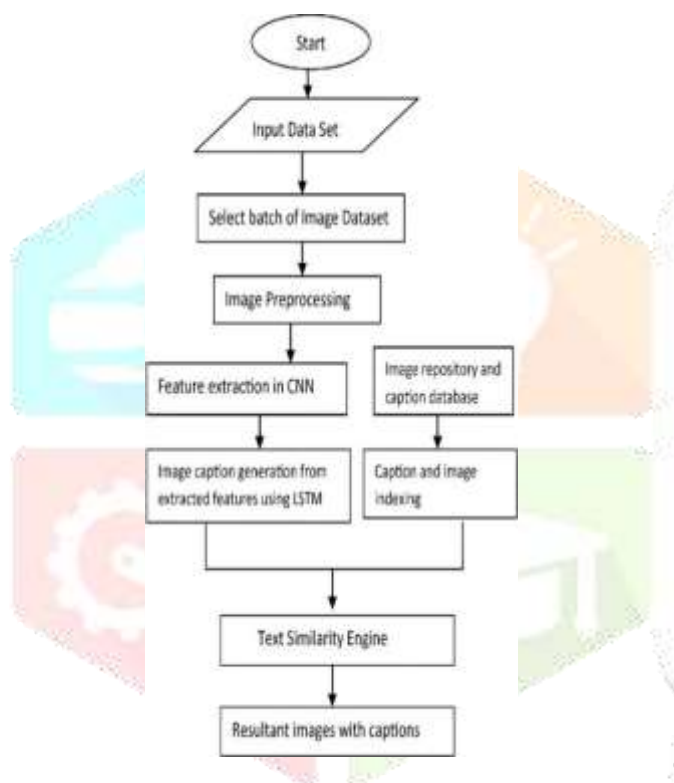 Start
Input Data Set
Select batch of Image Dataset
Image Preprocessing
Feature extraction in CNN
Image repository and
caption database
Image caption generation from
extracted features using LSTM
Caption and image
indexing
Text Similarity Engine
Resultant images with captions